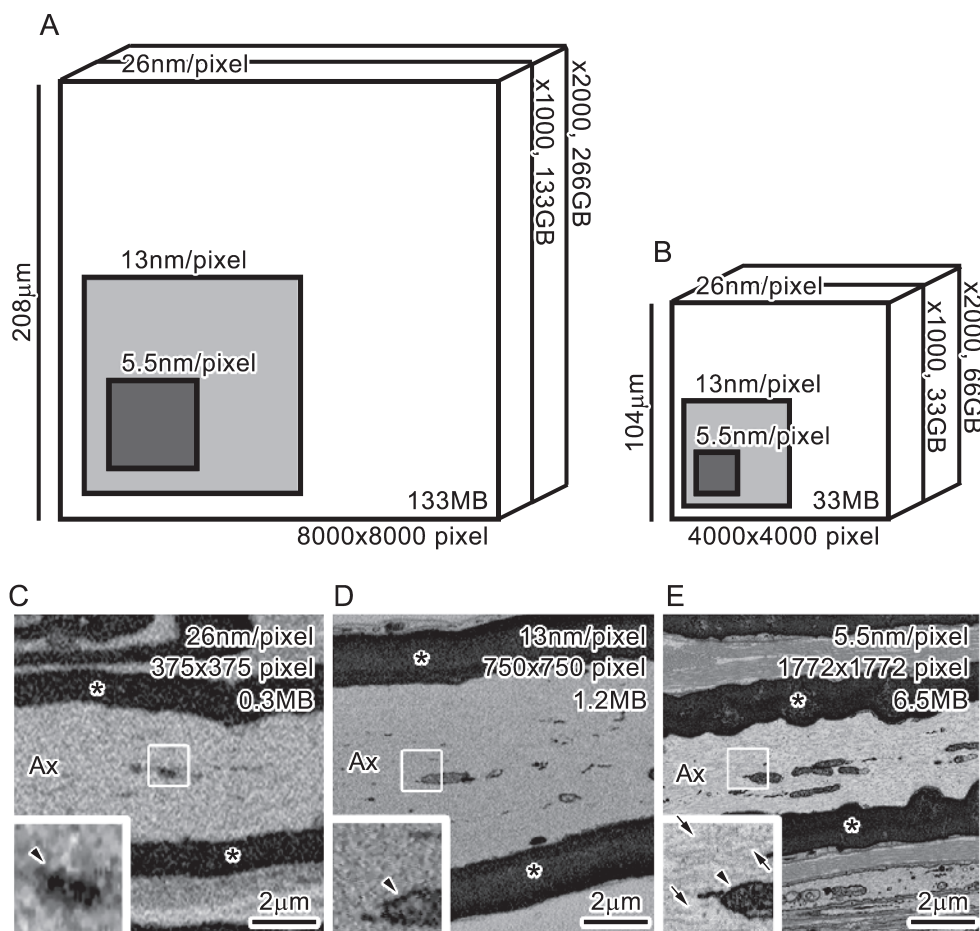 A
26nm/pixel
x2000, 266GB
x1000, 133GB
208µm
13nm/pixel
5.5nm/pixel
133MB
8000x8000 pixel
B
26nm/pixel
x2000, 66GB
x1000, 33GB
104µm
13nm/pixel
5.5nm/pixel
33MB
4000x4000 pixel
C
26nm/pixel
375x375 pixel
0.3MB
*
Ax
*
2µm
D
13nm/pixel
750x750 pixel
1.2MB
*
Ax
*
2µm
E
5.5nm/pixel
1772x1772 pixel
6.5MB
*
Ax
*
2µm